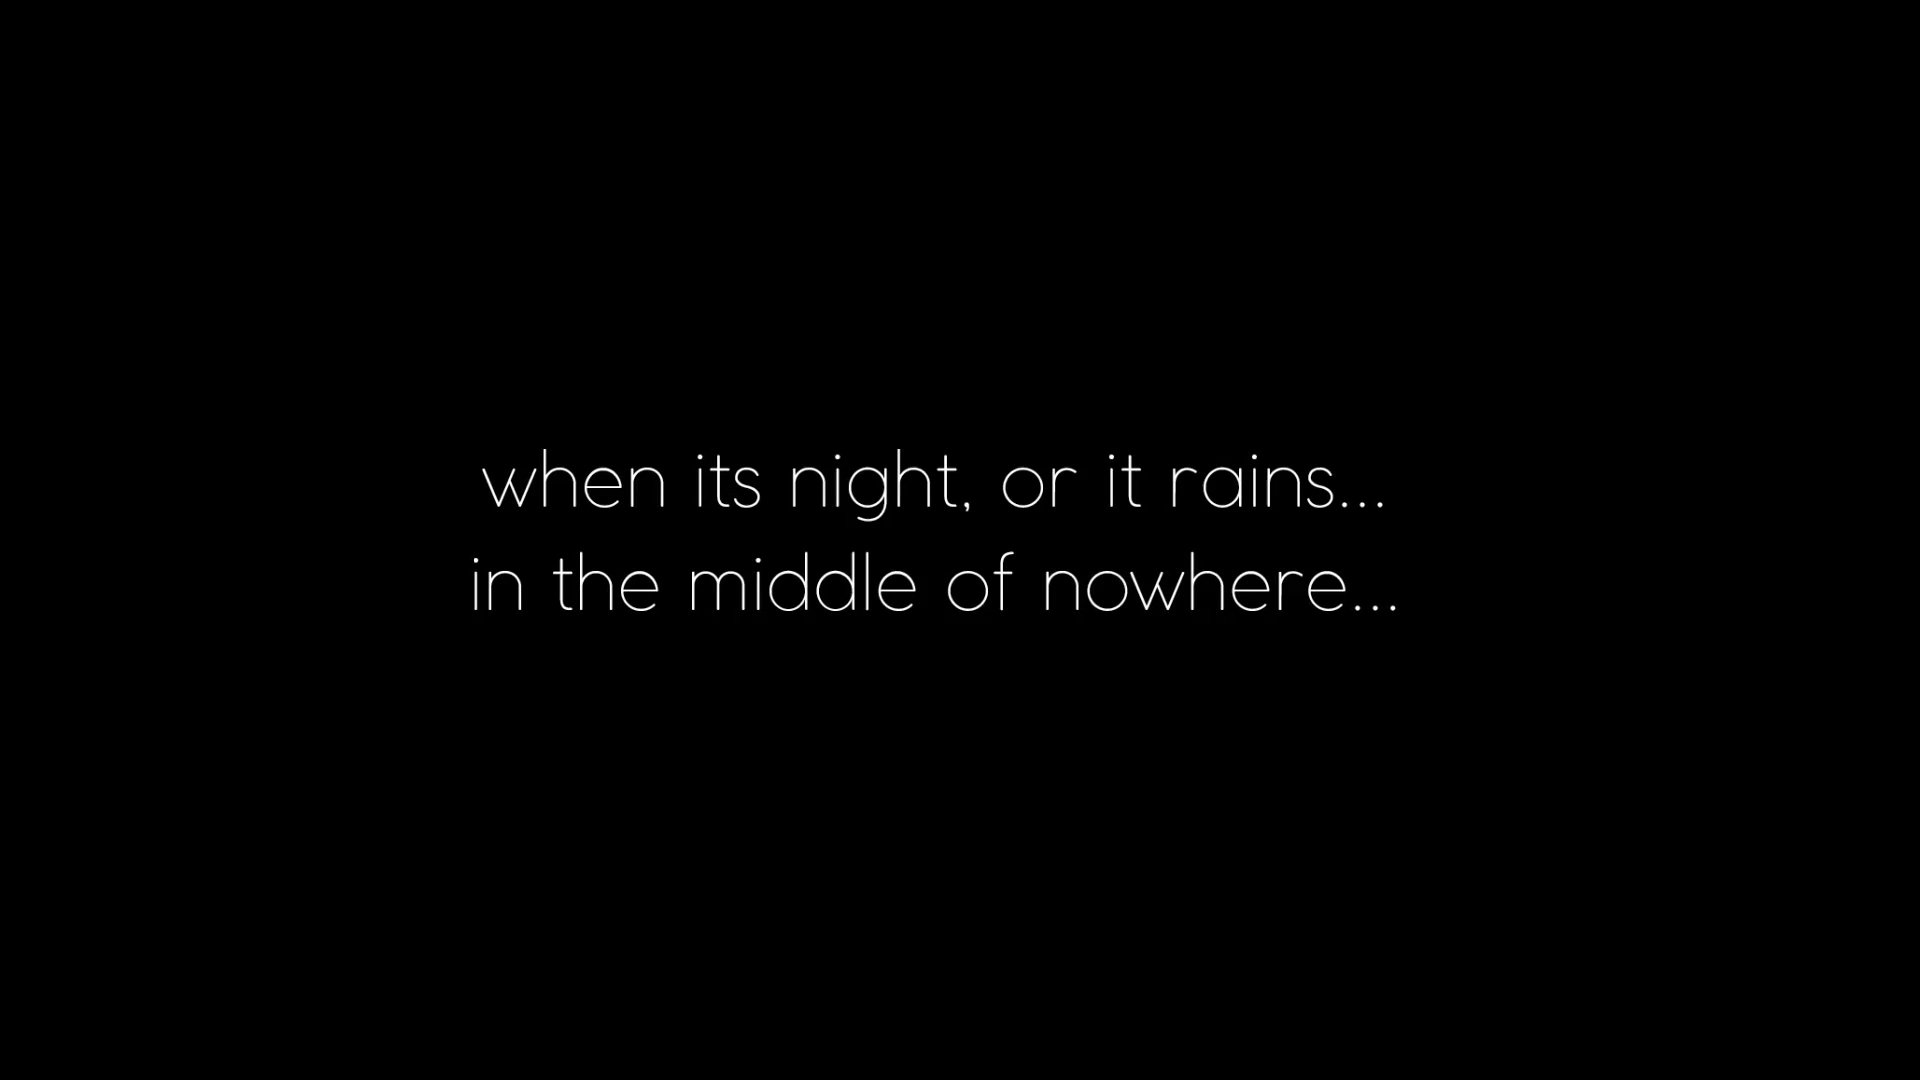 when its night, or it rains...
in the middle of nowhere...